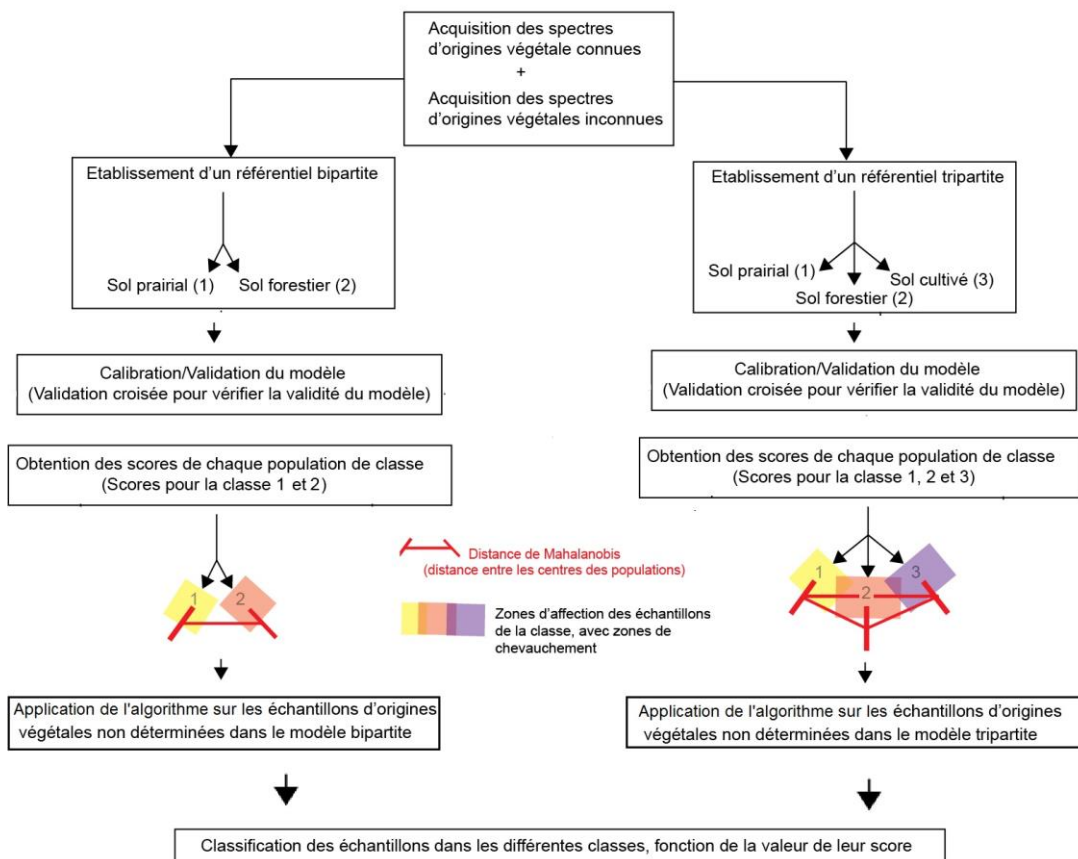 Acquisition des spectres
d'origines végétale connues
+
Acquisition des spectres
d'origines végétales inconnues
Etablissement d'un référentiel bipartite
Sol prairial (1) Sol forestier (2)
Calibration/Validation du modèle
(Validation croisée pour vérifier la validité du modèle)
Obtention des scores de chaque population de classe
(Scores pour la classe 1 et 2)
1 2
Application de l'algorithme sur les échantillons d'origines
végétales non déterminées dans le modèle bipartite
Distance de Mahalanobis
(distance entre les centres des populations)
Zones d'affection des échantillons
de la classe, avec zones de
chevauchement
Etablissement d'un référentiel tripartite
Sol prairial (1)
Sol cultivé (3)
Sol forestier (2)
Calibration/Validation du modèle
(Validation croisée pour vérifier la validité du modèle)
Obtention des scores de chaque population de classe
(Scores pour la classe 1, 2 et 3)
1 2 3
Application de l'algorithme sur les échantillons d'origines
végétales non déterminées dans le modèle tripartite
Classification des échantillons dans les différentes classes, fonction de la valeur de leur score